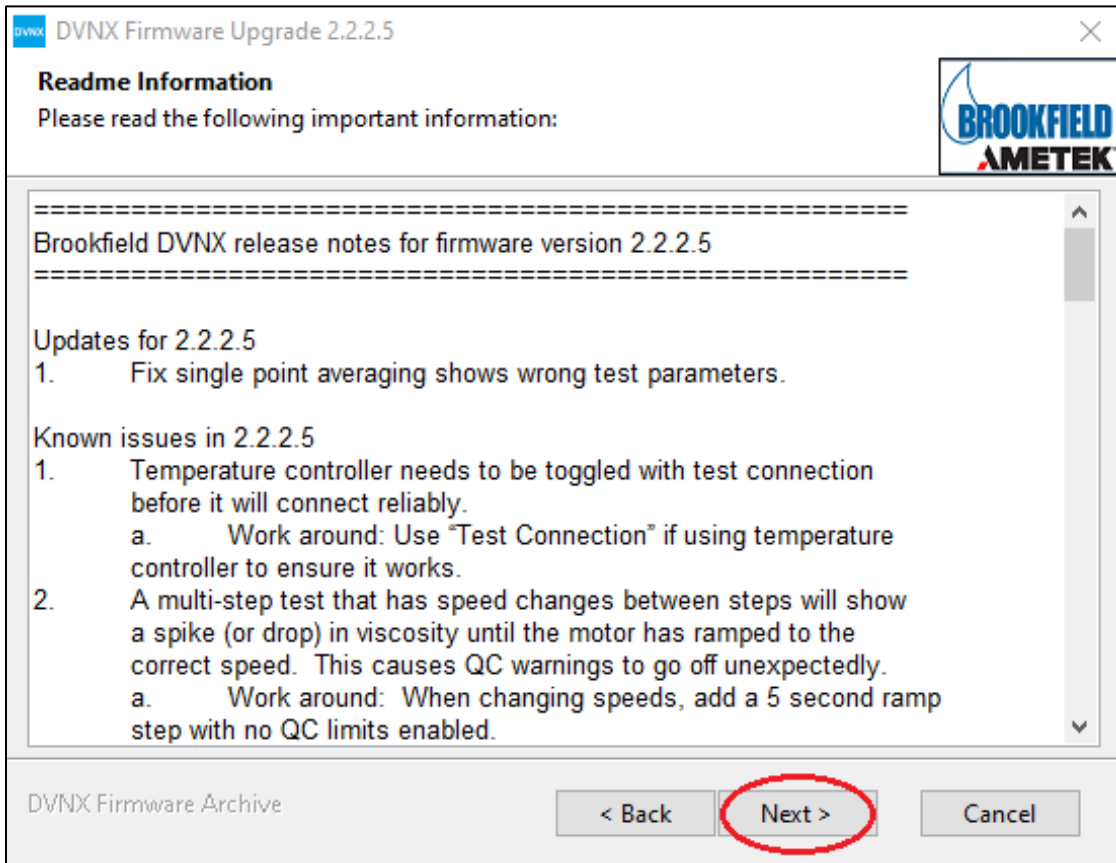 DVNX DVNX Firmware Upgrade 2.2.2.5
Readme Information
Please read the following important information:
BROOKFIELD
AMETEK
======================================================
Brookfield DVNX release notes for firmware version 2.2.2.5
======================================================
Updates for 2.2.2.5
1. Fix single point averaging shows wrong test parameters.
Known issues in 2.2.2.5
1. Temperature controller needs to be toggled with test connection
before it will connect reliably.
a. Work around: Use “Test Connection” if using temperature
controller to ensure it works.
2. A multi-step test that has speed changes between steps will show
a spike (or drop) in viscosity until the motor has ramped to the
correct speed.  This causes QC warnings to go off unexpectedly.
a. Work around:  When changing speeds, add a 5 second ramp
step with no QC limits enabled.
DVNX Firmware Archive
< Back Next > Cancel